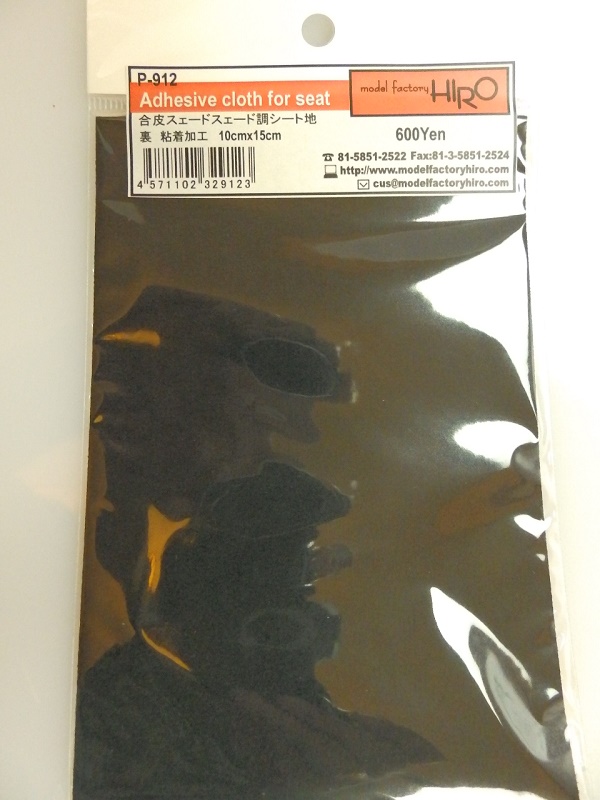 P-912
Adhesive cloth for seat
model factory HIRO
合皮スェードスェード調シート地
裏 粘着加工 10cmx15cm
600Yen
☎ 81-5851-2522 Fax:81-3-5851-2524
http://www.modelfactoryhiro.com
cus@modelfactoryhiro.com
4 571102 329123